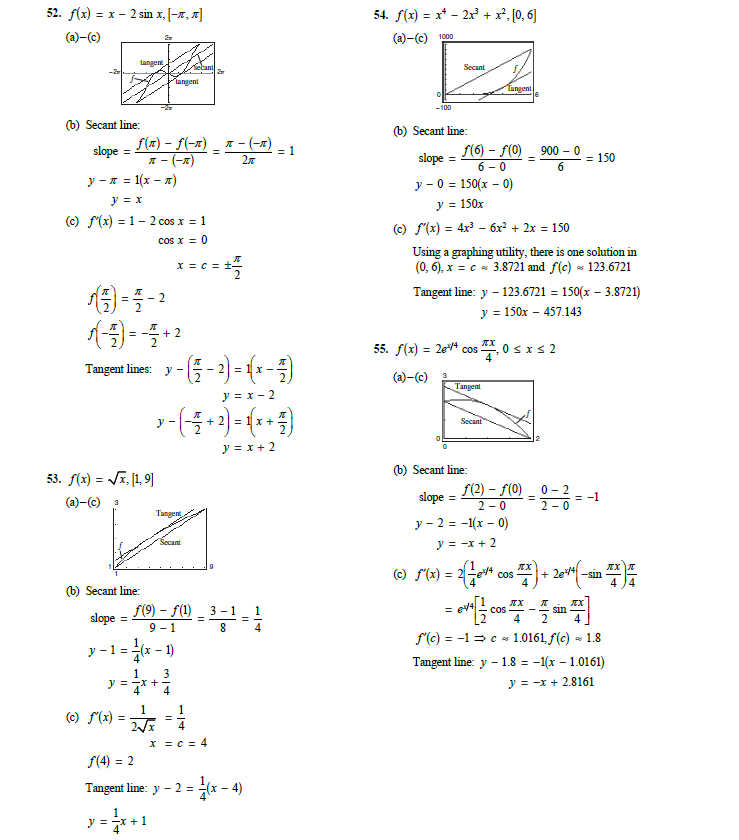 52. f(x) = x − 2 sin x, [−π, π]
(a)–(c)
2π
tangent
secant
−2π
2π
f
tangent
−2π
(b) Secant line:
slope = (f(π) − f(−π))/(π − (−π)) = (π − (−π))/2π = 1
y − π = 1(x − π)
y = x
(c) f′(x) = 1 − 2 cos x = 1
cos x = 0
x = c = ±π/2
f(π/2) = π/2 − 2
f(−π/2) = −π/2 + 2
Tangent lines: y − (π/2 − 2) = 1(x − π/2)
y = x − 2
y − (−π/2 + 2) = 1(x + π/2)
y = x + 2
53. f(x) = √x, [1, 9]
(a)–(c)
3
Tangent
f
Secant
1
9
1
(b) Secant line:
slope = (f(9) − f(1))/(9 − 1) = (3 − 1)/8 = 1/4
y − 1 = 1/4(x − 1)
y = 1/4x + 3/4
(c) f′(x) = 1/(2√x) = 1/4
x = c = 4
f(4) = 2
Tangent line: y − 2 = 1/4(x − 4)
y = 1/4x + 1
54. f(x) = x⁴ − 2x³ + x², [0, 6]
(a)–(c)
1000
Secant
f
Tangent
0
6
−100
(b) Secant line:
slope = (f(6) − f(0))/(6 − 0) = (900 − 0)/6 = 150
y − 0 = 150(x − 0)
y = 150x
(c) f′(x) = 4x³ − 6x² + 2x = 150
Using a graphing utility, there is one solution in
(0, 6), x = c ≈ 3.8721 and f(c) ≈ 123.6721
Tangent line: y − 123.6721 = 150(x − 3.8721)
y = 150x − 457.143
55. f(x) = 2e^(x/4) cos πx/4, 0 ≤ x ≤ 2
(a)–(c)
3
Tangent
f
Secant
0
2
0
(b) Secant line:
slope = (f(2) − f(0))/(2 − 0) = (0 − 2)/(2 − 0) = −1
y − 2 = −1(x − 0)
y = −x + 2
(c) f′(x) = 2(1/4 e^(x/4) cos πx/4) + 2e^(x/4)(−sin πx/4)π/4
= e^(x/4)[1/2 cos πx/4 − π/2 sin πx/4]
f′(c) = −1 ⇒ c ≈ 1.0161, f(c) ≈ 1.8
Tangent line: y − 1.8 = −1(x − 1.0161)
y = −x + 2.8161